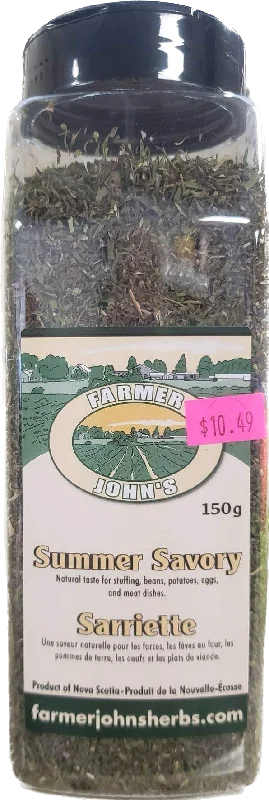 FARMER
JOHN'S
$10.49
150g
Summer Savory
Natural taste for stuffing, beans, potatoes, eggs,
and meat dishes.
Sarriette
Une saveur naturelle pour les farces, les fèves au four, les
pommes de terre, les oeufs et les plats de viande.
Product of Nova Scotia-Produit de la Nouvelle-Écosse
farmerjohnsherbs.com